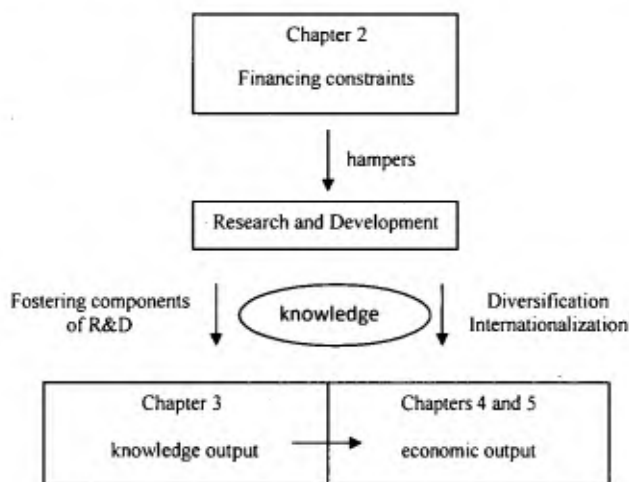 Chapter 2
Financing constraints
hampers
Research and Development
Fostering components
of R&D
knowledge
Diversification
Internationalization
Chapter 3
knowledge output
Chapters 4 and 5
economic output